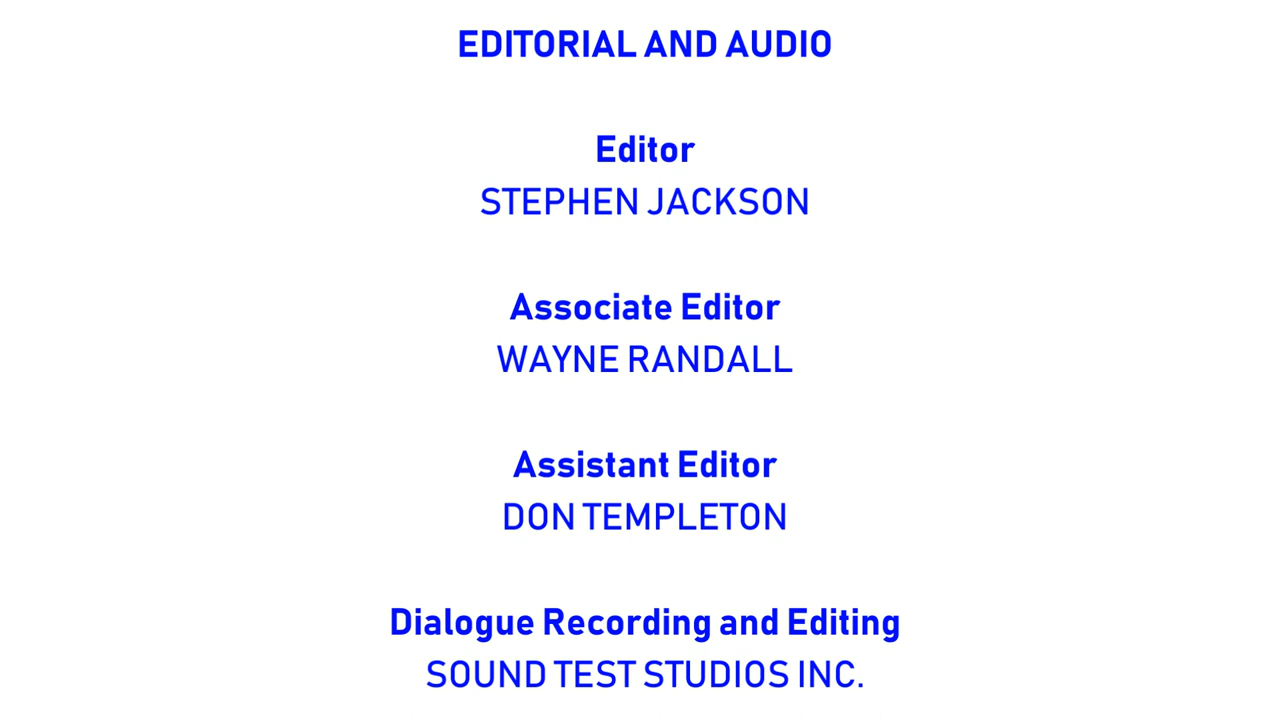 EDITORIAL AND AUDIO
Editor
STEPHEN JACKSON
Associate Editor
WAYNE RANDALL
Assistant Editor
DON TEMPLETON
Dialogue Recording and Editing
SOUND TEST STUDIOS INC.